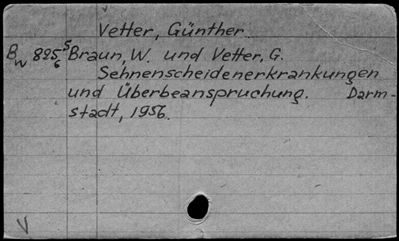 Vetter, Günther
Bw 895 5/6 Braun, W. und Vetter, G.
Sehnenscheidenerkrankungen
und Überbeanspruchung. Darm-
stadt, 1956.
V